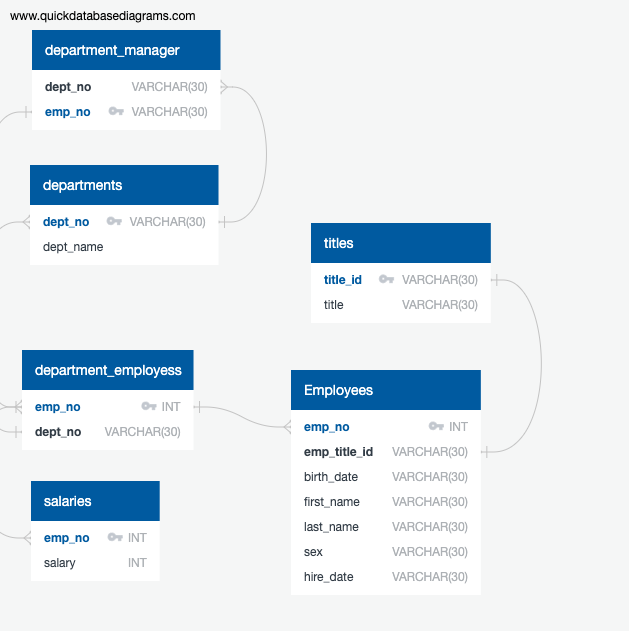 www.quickdatabasediagrams.com
department_manager
dept_no VARCHAR(30)
emp_no VARCHAR(30)
departments
dept_no VARCHAR(30)
dept_name
titles
title_id VARCHAR(30)
title VARCHAR(30)
department_employess
emp_no INT
dept_no VARCHAR(30)
Employees
emp_no INT
emp_title_id VARCHAR(30)
birth_date VARCHAR(30)
first_name VARCHAR(30)
last_name VARCHAR(30)
sex VARCHAR(30)
hire_date VARCHAR(30)
salaries
emp_no INT
salary INT